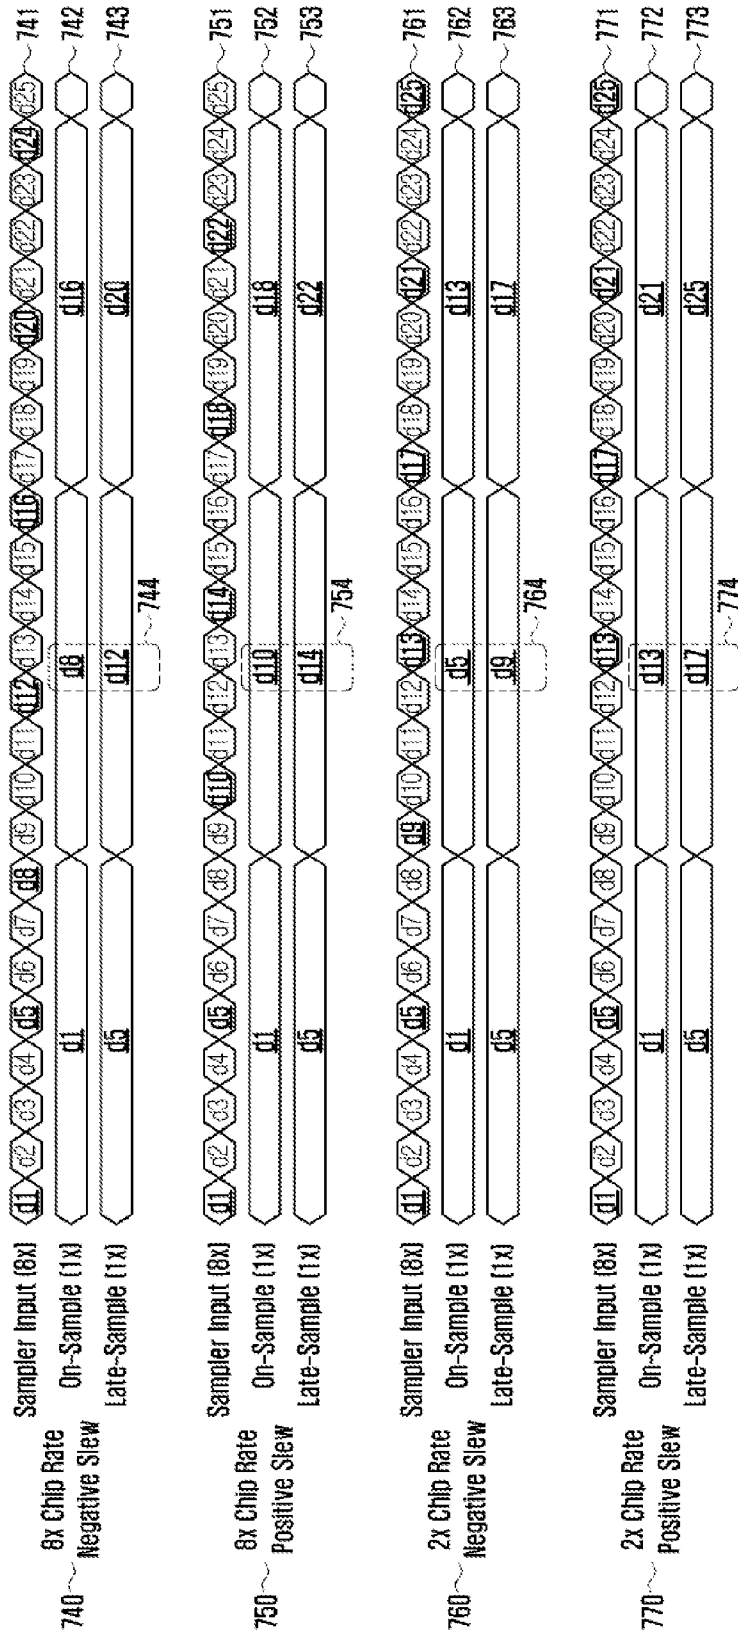 740 8x Chip Rate Negative Slew
Sampler Input (8x) d1 d2 d3 d4 d5 d6 d7 d8 d9 d10 d11 d12 d13 d14 d15 d16 d17 d18 d19 d20 d21 d22 d23 d24 d25 741
On-Sample (1x) d1 d8 d16 742
Late-Sample (1x) d5 d12 d20 743
744
750 8x Chip Rate Positive Slew
Sampler Input (8x) d1 d2 d3 d4 d5 d6 d7 d8 d9 d10 d11 d12 d13 d14 d15 d16 d17 d18 d19 d20 d21 d22 d23 d24 d25 751
On-Sample (1x) d1 d10 d18 752
Late-Sample (1x) d5 d14 d22 753
754
760 2x Chip Rate Negative Slew
Sampler Input (8x) d1 d2 d3 d4 d5 d6 d7 d8 d9 d10 d11 d12 d13 d14 d15 d16 d17 d18 d19 d20 d21 d22 d23 d24 d25 761
On-Sample (1x) d1 d5 d13 762
Late-Sample (1x) d5 d9 d17 763
764
770 2x Chip Rate Positive Slew
Sampler Input (8x) d1 d2 d3 d4 d5 d6 d7 d8 d9 d10 d11 d12 d13 d14 d15 d16 d17 d18 d19 d20 d21 d22 d23 d24 d25 771
On-Sample (1x) d1 d13 d21 772
Late-Sample (1x) d5 d17 d25 773
774